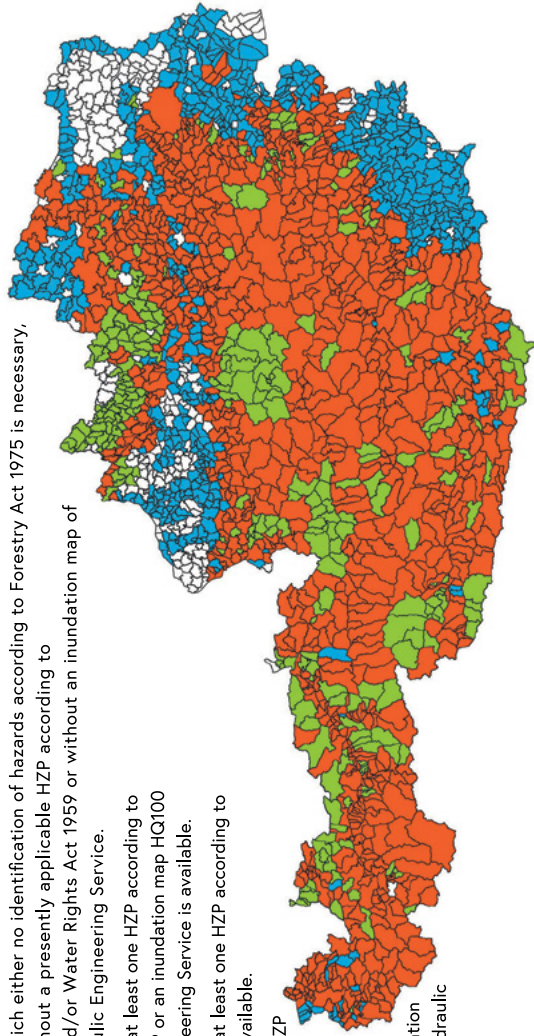 ich either no identification of hazards according to Forestry Act 1975 is necessary,
hout a presently applicable HZP according to
d/or Water Rights Act 1959 or without an inundation map of
ulic Engineering Service.
at least one HZP according to
or an inundation map HQ100
eering Service is available.
at least one HZP according to
vailable.
ZP
tion
draulic